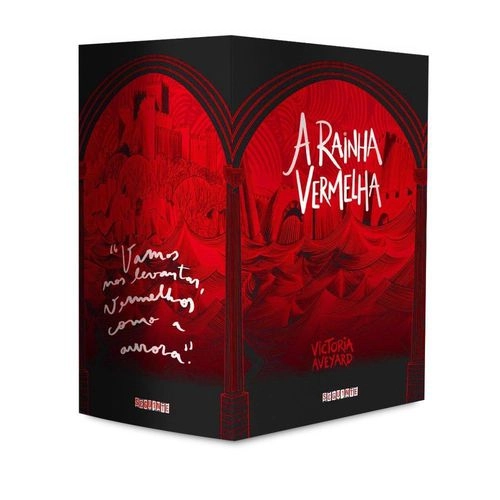 "Vamos
nos levantar,
vermelhos
como a
aurora".
SEGUINTE
A RAINHA
VERMELHA
VICTORIA
AVEYARD
SEGUINTE